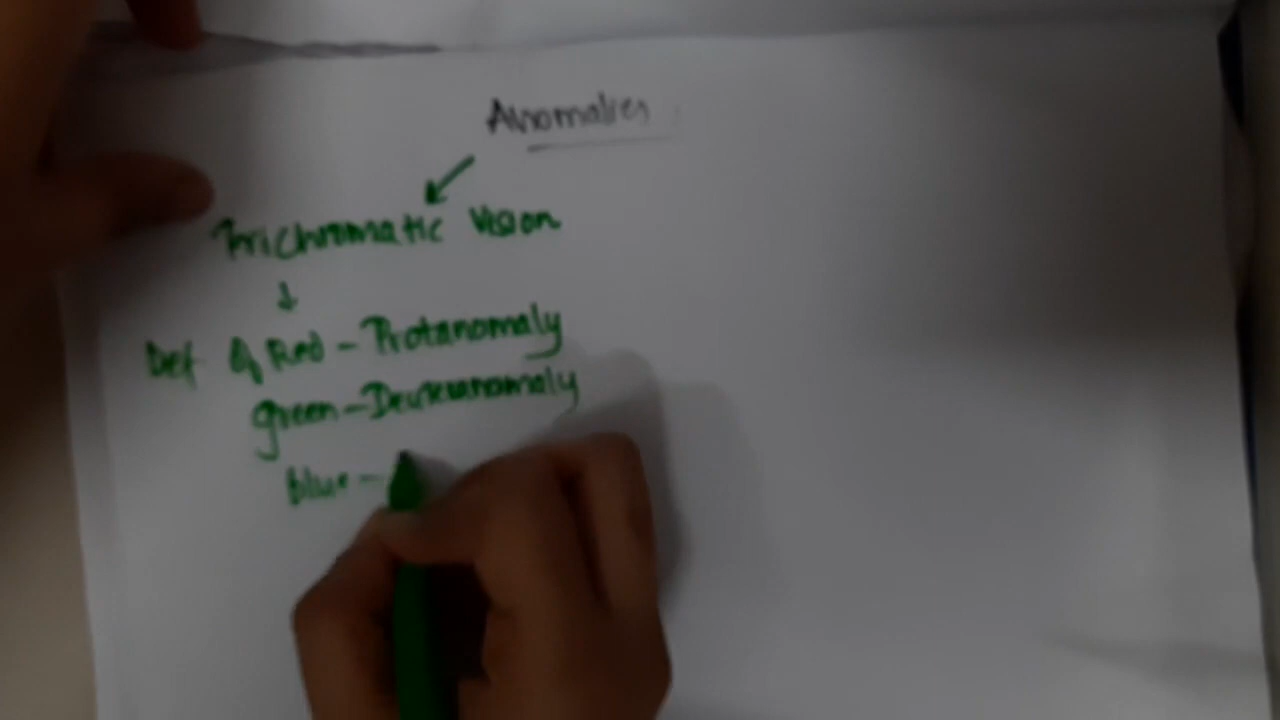 Anomalies
Trichromatic Vision
Def of Red - Protanomaly
green - Deuteranomaly
blue -